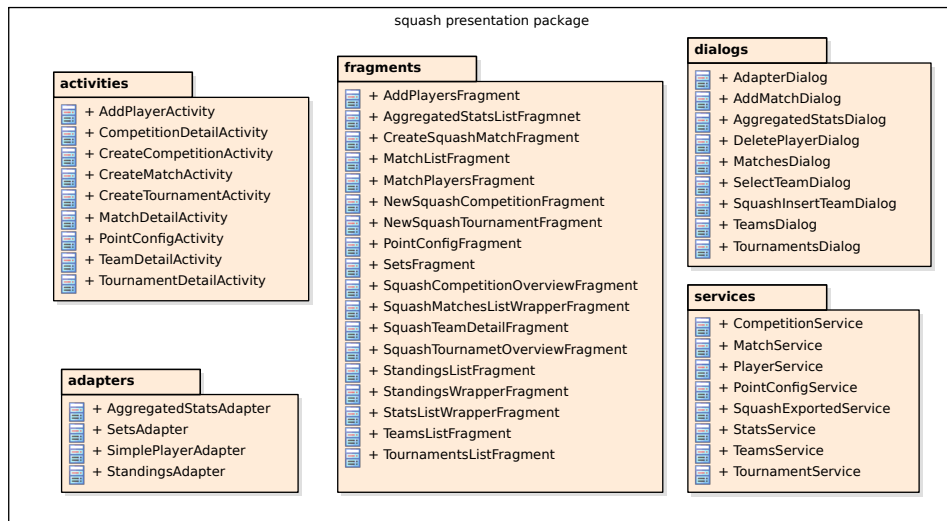 squash presentation package
activities
+ AddPlayerActivity
+ CompetitionDetailActivity
+ CreateCompetitionActivity
+ CreateMatchActivity
+ CreateTournamentActivity
+ MatchDetailActivity
+ PointConfigActivity
+ TeamDetailActivity
+ TournamentDetailActivity
adapters
+ AggregatedStatsAdapter
+ SetsAdapter
+ SimplePlayerAdapter
+ StandingsAdapter
fragments
+ AddPlayersFragment
+ AggregatedStatsListFragmnet
+ CreateSquashMatchFragment
+ MatchListFragment
+ MatchPlayersFragment
+ NewSquashCompetitionFragment
+ NewSquashTournamentFragment
+ PointConfigFragment
+ SetsFragment
+ SquashCompetitionOverviewFragment
+ SquashMatchesListWrapperFragment
+ SquashTeamDetailFragment
+ SquashTournametOverviewFragment
+ StandingsListFragment
+ StandingsWrapperFragment
+ StatsListWrapperFragment
+ TeamsListFragment
+ TournamentsListFragment
dialogs
+ AdapterDialog
+ AddMatchDialog
+ AggregatedStatsDialog
+ DeletePlayerDialog
+ MatchesDialog
+ SelectTeamDialog
+ SquashInsertTeamDialog
+ TeamsDialog
+ TournamentsDialog
services
+ CompetitionService
+ MatchService
+ PlayerService
+ PointConfigService
+ SquashExportedService
+ StatsService
+ TeamsService
+ TournamentService